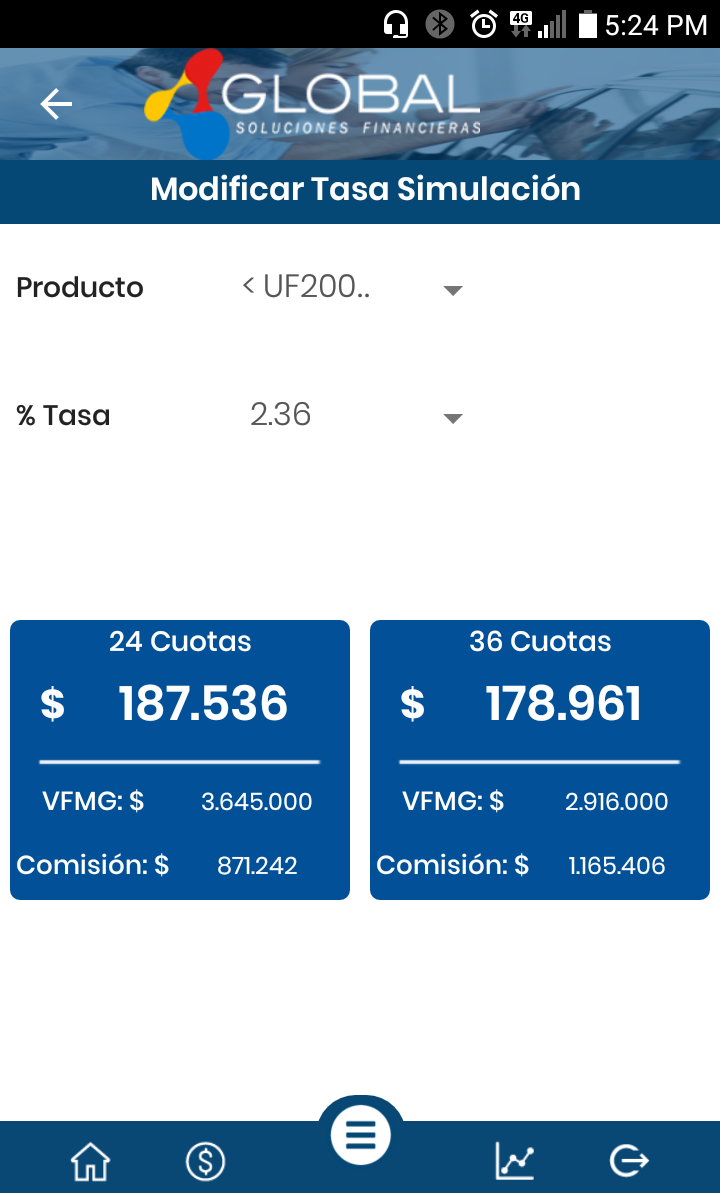 4G 5:24 PM
GLOBAL
SOLUCIONES FINANCIERAS
Modificar Tasa Simulación
Producto < UF200..
% Tasa 2.36
24 Cuotas
$ 187.536
VFMG: $ 3.645.000
Comisión: $ 871.242
36 Cuotas
$ 178.961
VFMG: $ 2.916.000
Comisión: $ 1.165.406